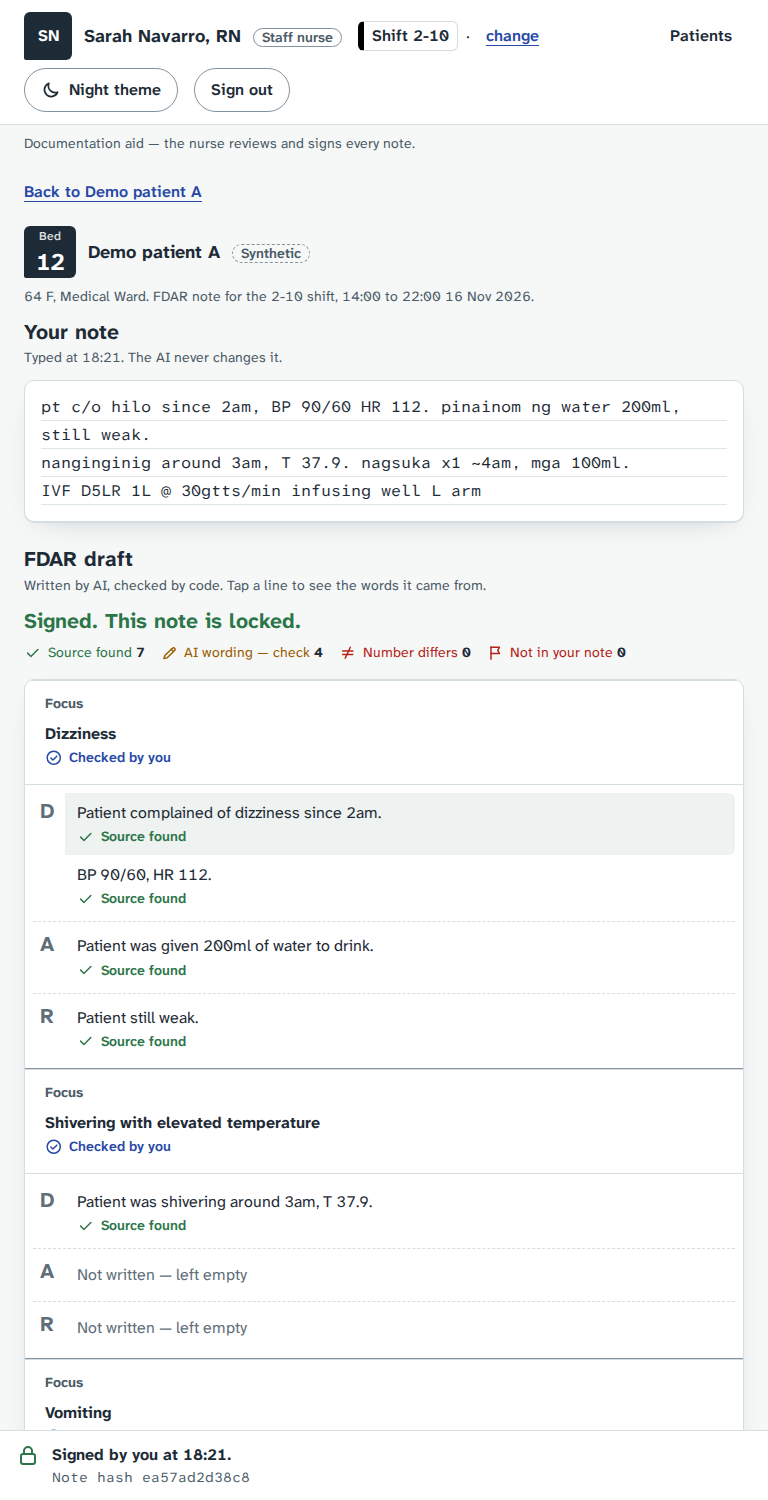 SN
Sarah Navarro, RN Staff nurse Shift 2-10 · change Patients
Night theme Sign out
Documentation aid — the nurse reviews and signs every note.
Back to Demo patient A
Bed
12
Demo patient A Synthetic
64 F, Medical Ward. FDAR note for the 2-10 shift, 14:00 to 22:00 16 Nov 2026.
Your note
Typed at 18:21. The AI never changes it.
pt c/o hilo since 2am, BP 90/60 HR 112. pinainom ng water 200ml,
still weak.
nanginginig around 3am, T 37.9. nagsuka x1 ~4am, mga 100ml.
IVF D5LR 1L @ 30gtts/min infusing well L arm
FDAR draft
Written by AI, checked by code. Tap a line to see the words it came from.
Signed. This note is locked.
Source found 7 AI wording — check 4 Number differs 0 Not in your note 0
Focus
Dizziness
Checked by you
D Patient complained of dizziness since 2am.
Source found
BP 90/60, HR 112.
Source found
A Patient was given 200ml of water to drink.
Source found
R Patient still weak.
Source found
Focus
Shivering with elevated temperature
Checked by you
D Patient was shivering around 3am, T 37.9.
Source found
A Not written — left empty
R Not written — left empty
Focus
Vomiting
Signed by you at 18:21.
Note hash ea57ad2d38c8